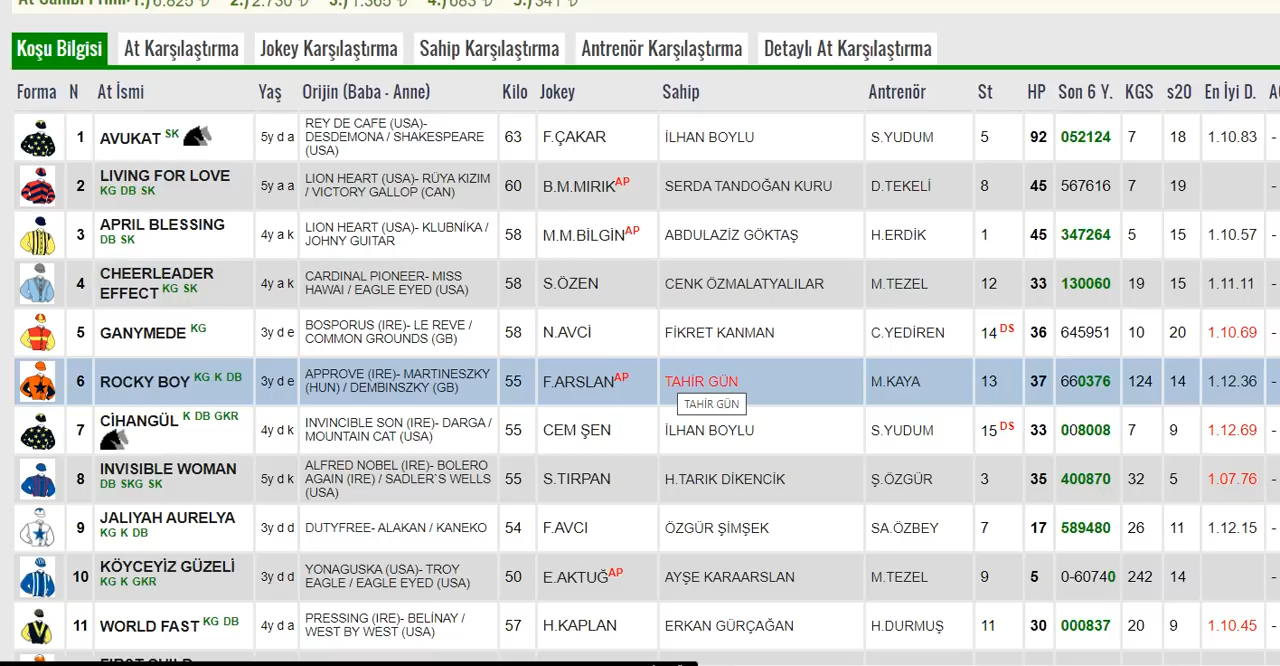 At Sahibi Primi: 1.) 6.825 ₺ 2.) 2.730 ₺ 3.) 1.365 ₺ 4.) 683 ₺ 5.) 341 ₺
Koşu Bilgisi At Karşılaştırma Jokey Karşılaştırma Sahip Karşılaştırma Antrenör Karşılaştırma Detaylı At Karşılaştırma
Forma N At İsmi Yaş Orijin (Baba - Anne) Kilo Jokey Sahip Antrenör St HP Son 6 Y. KGS s20 En İyi D.
1 AVUKAT SK 5y d a REY DE CAFE (USA)- DESDEMONA / SHAKESPEARE (USA) 63 F.ÇAKAR İLHAN BOYLU S.YUDUM 5 92 052124 7 18 1.10.83 -
2 LIVING FOR LOVE KG DB SK 5y a a LION HEART (USA)- RÜYA KIZIM / VICTORY GALLOP (CAN) 60 B.M.MIRIK AP SERDA TANDOĞAN KURU D.TEKELİ 8 45 567616 7 19 -
3 APRIL BLESSING DB SK 4y a k LION HEART (USA)- KLUBNİKA / JOHNY GUITAR 58 M.M.BİLGİN AP ABDULAZİZ GÖKTAŞ H.ERDİK 1 45 347264 5 15 1.10.57 -
4 CHEERLEADER EFFECT KG SK 4y a k CARDINAL PIONEER- MISS HAWAI / EAGLE EYED (USA) 58 S.ÖZEN CENK ÖZMALATYALILAR M.TEZEL 12 33 130060 19 15 1.11.11 -
5 GANYMEDE KG 3y d e BOSPORUS (IRE)- LE REVE / COMMON GROUNDS (GB) 58 N.AVCİ FİKRET KANMAN C.YEDİREN 14 DS 36 645951 10 20 1.10.69 -
6 ROCKY BOY KG K DB 3y d e APPROVE (IRE)- MARTINESZKY (HUN) / DEMBINSZKY (GB) 55 F.ARSLAN AP TAHİR GÜN M.KAYA 13 37 660376 124 14 1.12.36 -
TAHİR GÜN
7 CİHANGÜL K DB GKR 4y d k INVINCIBLE SON (IRE)- DARGA / MOUNTAIN CAT (USA) 55 CEM ŞEN İLHAN BOYLU S.YUDUM 15 DS 33 008008 7 9 1.12.69 -
8 INVISIBLE WOMAN DB SKG SK 5y d k ALFRED NOBEL (IRE)- BOLERO AGAIN (IRE) / SADLER`S WELLS (USA) 55 S.TIRPAN H.TARIK DİKENCİK Ş.ÖZGÜR 3 35 400870 32 5 1.07.76 -
9 JALIYAH AURELYA KG K DB 3y d d DUTYFREE- ALAKAN / KANEKO 54 F.AVCI ÖZGÜR ŞİMŞEK SA.ÖZBEY 7 17 589480 26 11 1.12.15 -
10 KÖYCEYİZ GÜZELİ KG K GKR 3y d d YONAGUSKA (USA)- TROY EAGLE / EAGLE EYED (USA) 50 E.AKTUĞ AP AYŞE KARAARSLAN M.TEZEL 9 5 0-60740 242 14 -
11 WORLD FAST KG DB 4y d a PRESSING (IRE)- BELİNAY / WEST BY WEST (USA) 57 H.KAPLAN ERKAN GÜRÇAĞAN H.DURMUŞ 11 30 000837 20 9 1.10.45 -